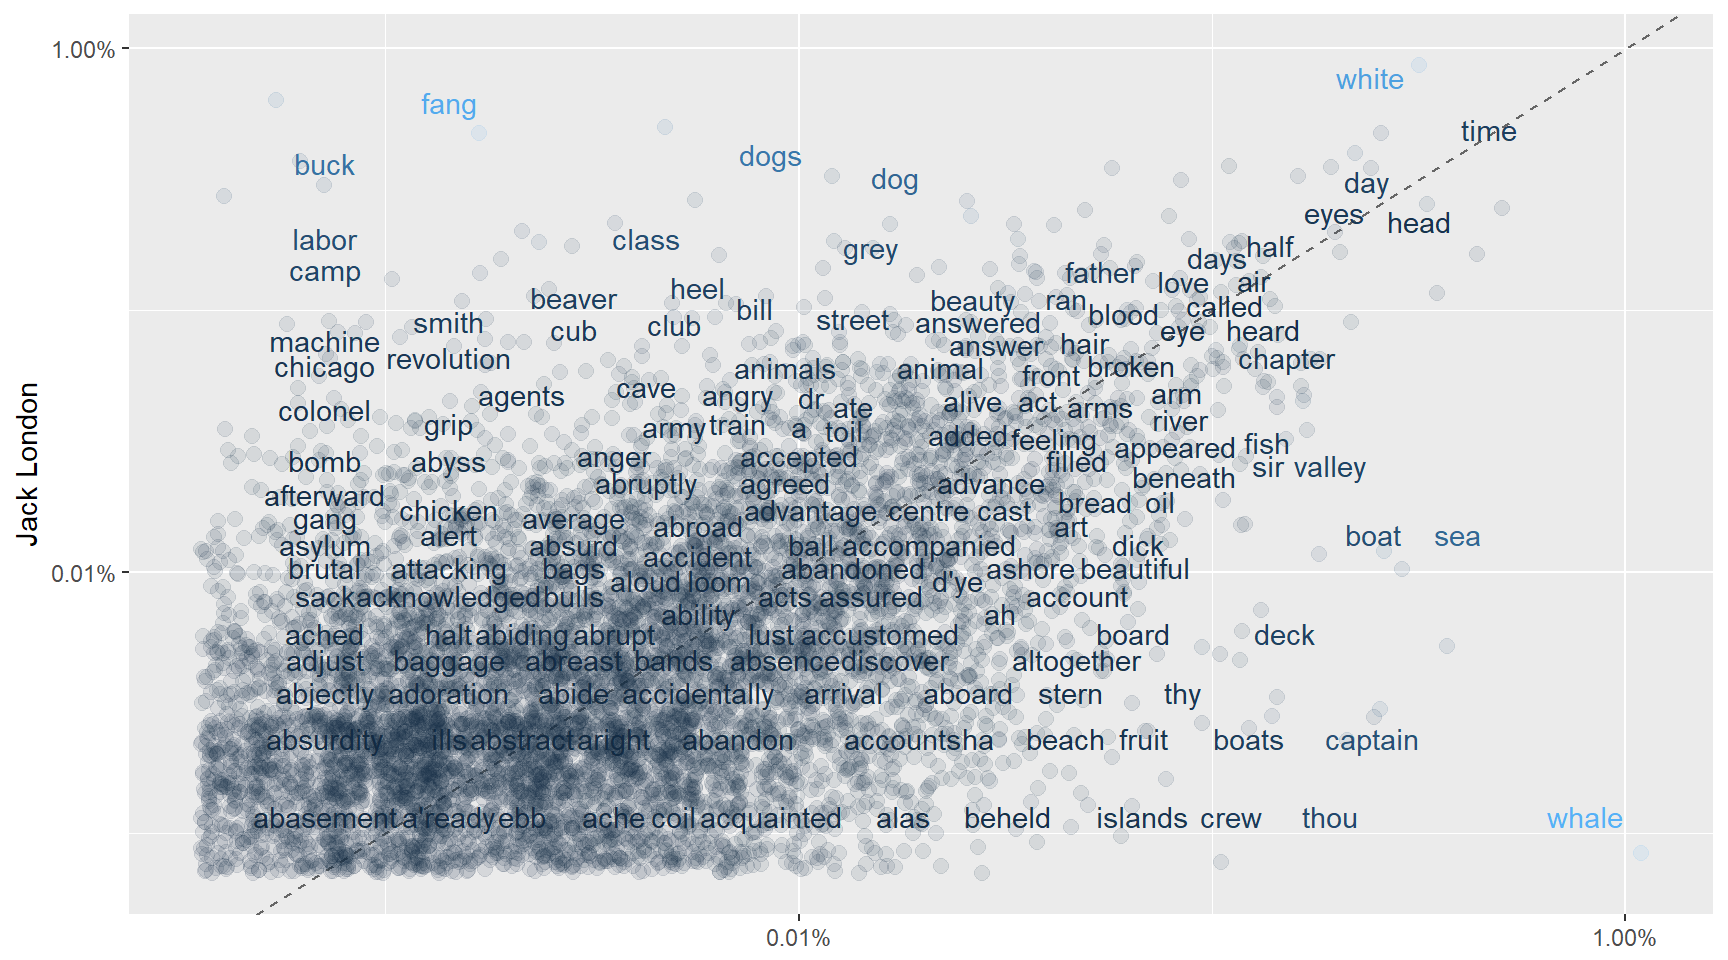 1.00%
white
fang
time
dogs
buck
dog
day
eyes
head
labor
class
half
grey
days
camp
father
love
air
heel
beaver
beauty
ran
called
bill
blood
street
smith
answered
cub
club
eye
heard
machine
answer
hair
revolution
chapter
chicago
animals
animal
broken
front
cave
agents
angry
dr
arm
alive
act
arms
ate
colonel
river
grip
army
train
a
toil
added
feeling
appeared
fish
bomb
abyss
anger
accepted
filled
sir
valley
beneath
abruptly
agreed
advance
afterward
bread
oil
chicken
advantage
centre
cast
gang
average
abroad
art
alert
boat
sea
asylum
absurd
accident
ball
accompanied
dick
0.01%
brutal
attacking
bags
aloud
loom
abandoned
d'ye
ashore
beautiful
sack
acknowledged
bulls
acts
assured
account
ability
ah
ached
halt
abiding
abrupt
lust
accustomed
board
deck
adjust
baggage
abreast
bands
absence
discover
altogether
abjectly
adoration
abide
accidentally
arrival
aboard
stern
thy
absurdity
ills
abstract
aright
abandon
accounts
ha
beach
fruit
boats
captain
abasement
a'ready
ebb
ache
coil
acquainted
alas
beheld
islands
crew
thou
whale
0.01%
1.00%
Jack London